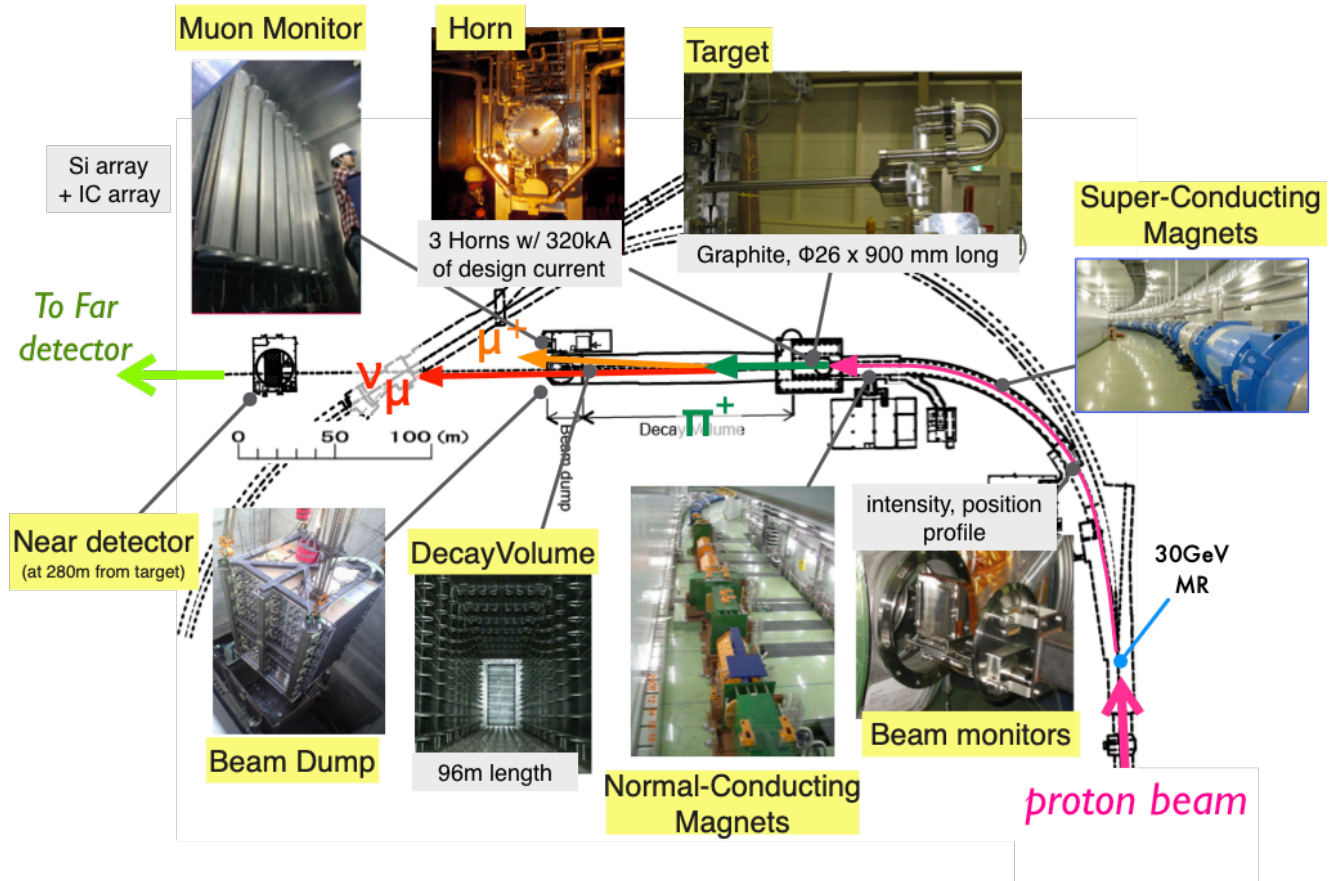 Muon Monitor
Horn
Target
Si array
+ IC array
3 Horns w/ 320kA
of design current
Graphite, Φ26 x 900 mm long
Super-Conducting
Magnets
To Far
detector
μ+
νμ
π+
0 50 100 (m)
Decay Volume
Beam dump
Near detector
(at 280m from target)
DecayVolume
intensity, position
profile
30GeV
MR
Beam Dump
96m length
Normal-Conducting
Magnets
Beam monitors
proton beam